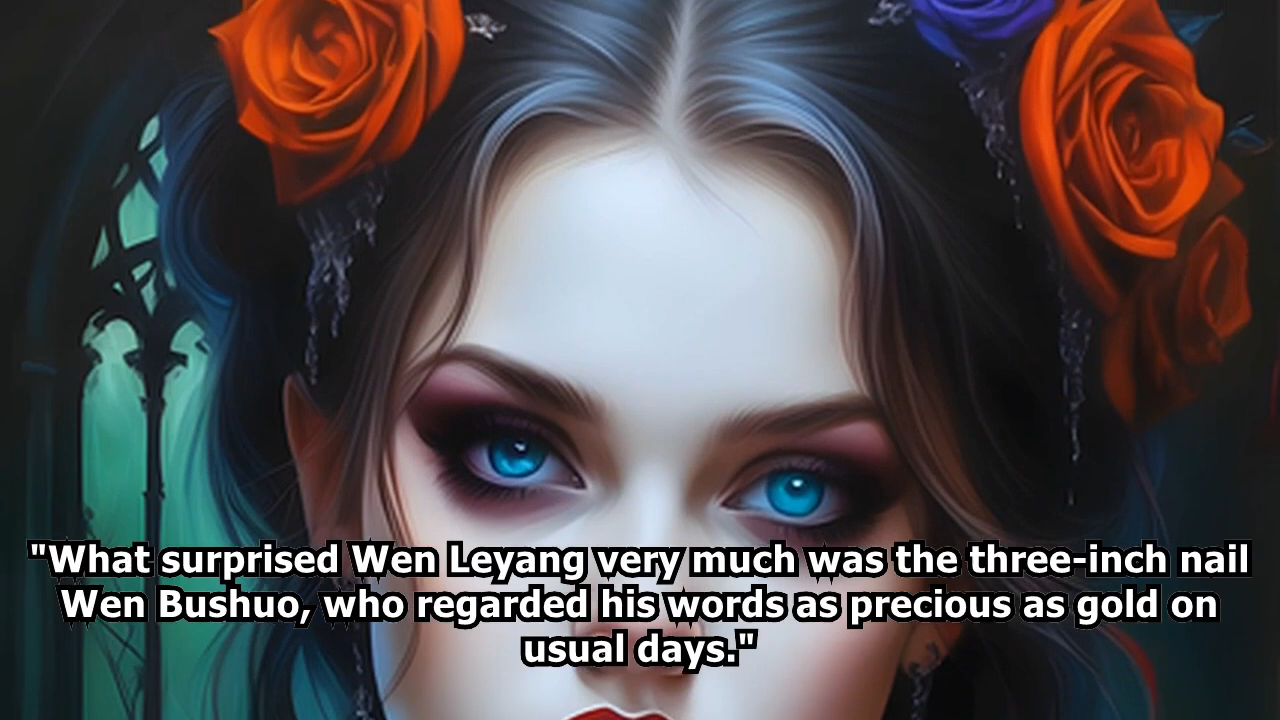 "What surprised Wen Leyang very much was the three-inch nail
Wen Bushuo, who regarded his words as precious as gold on
usual days."